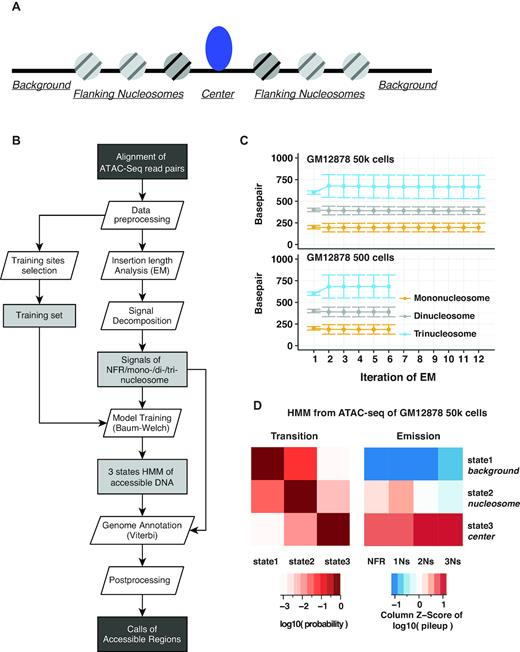 A
Background
Flanking Nucleosomes
Center
Flanking Nucleosomes
Background
B
Alignment of
ATAC-Seq read pairs
Data
preprocessing
Training sites
selection
Insertion length
Analysis (EM)
Training set
Signal
Decomposition
Signals of
NFR/mono-/di-/tri-
nucleosome
Model Training
(Baum-Welch)
3 states HMM of
accessible DNA
Genome Annotation
(Viterbi)
Postprocessing
Calls of
Accessible Regions
C
GM12878 50k cells
Basepair
1000
750
500
250
0
GM12878 500 cells
Basepair
1000
750
500
250
0
Mononucleosome
Dinucleosome
Trinucleosome
1 2 3 4 5 6 7 8 9 10 11 12
Iteration of EM
D
HMM from ATAC-seq of GM12878 50k cells
Transition Emission
state1
background
state2
nucleosome
state3
center
state1 state2 state3 NFR 1Ns 2Ns 3Ns
−3 −2 −1 0
log10( probability )
−1 0 1
Column Z-Score of
log10( pileup )